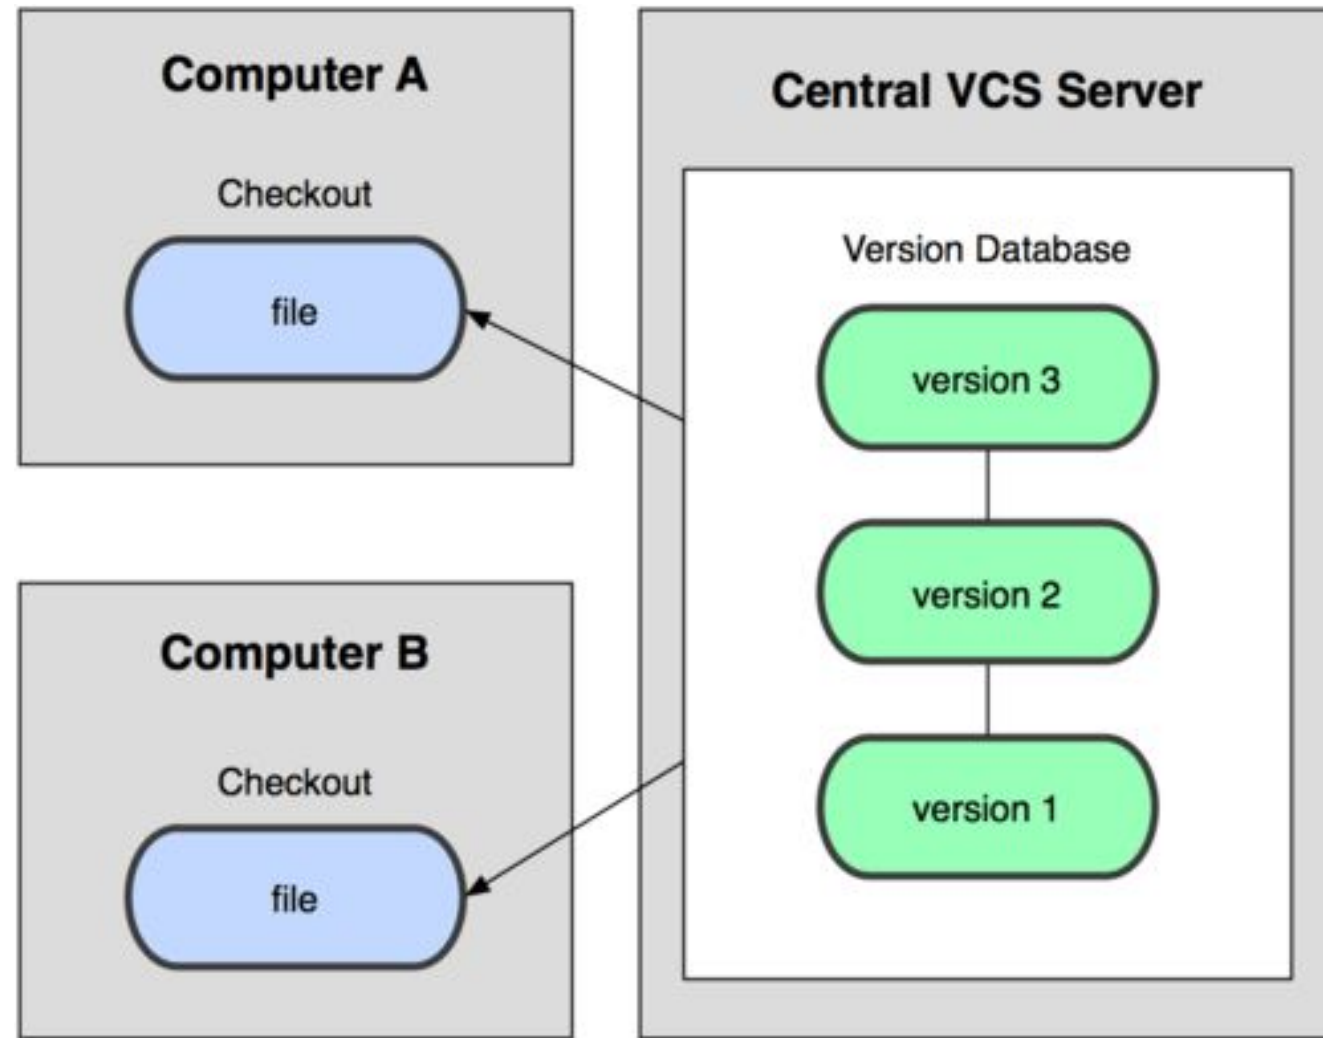 Computer A
Checkout
file
Computer B
Checkout
file
Central VCS Server
Version Database
version 3
version 2
version 1